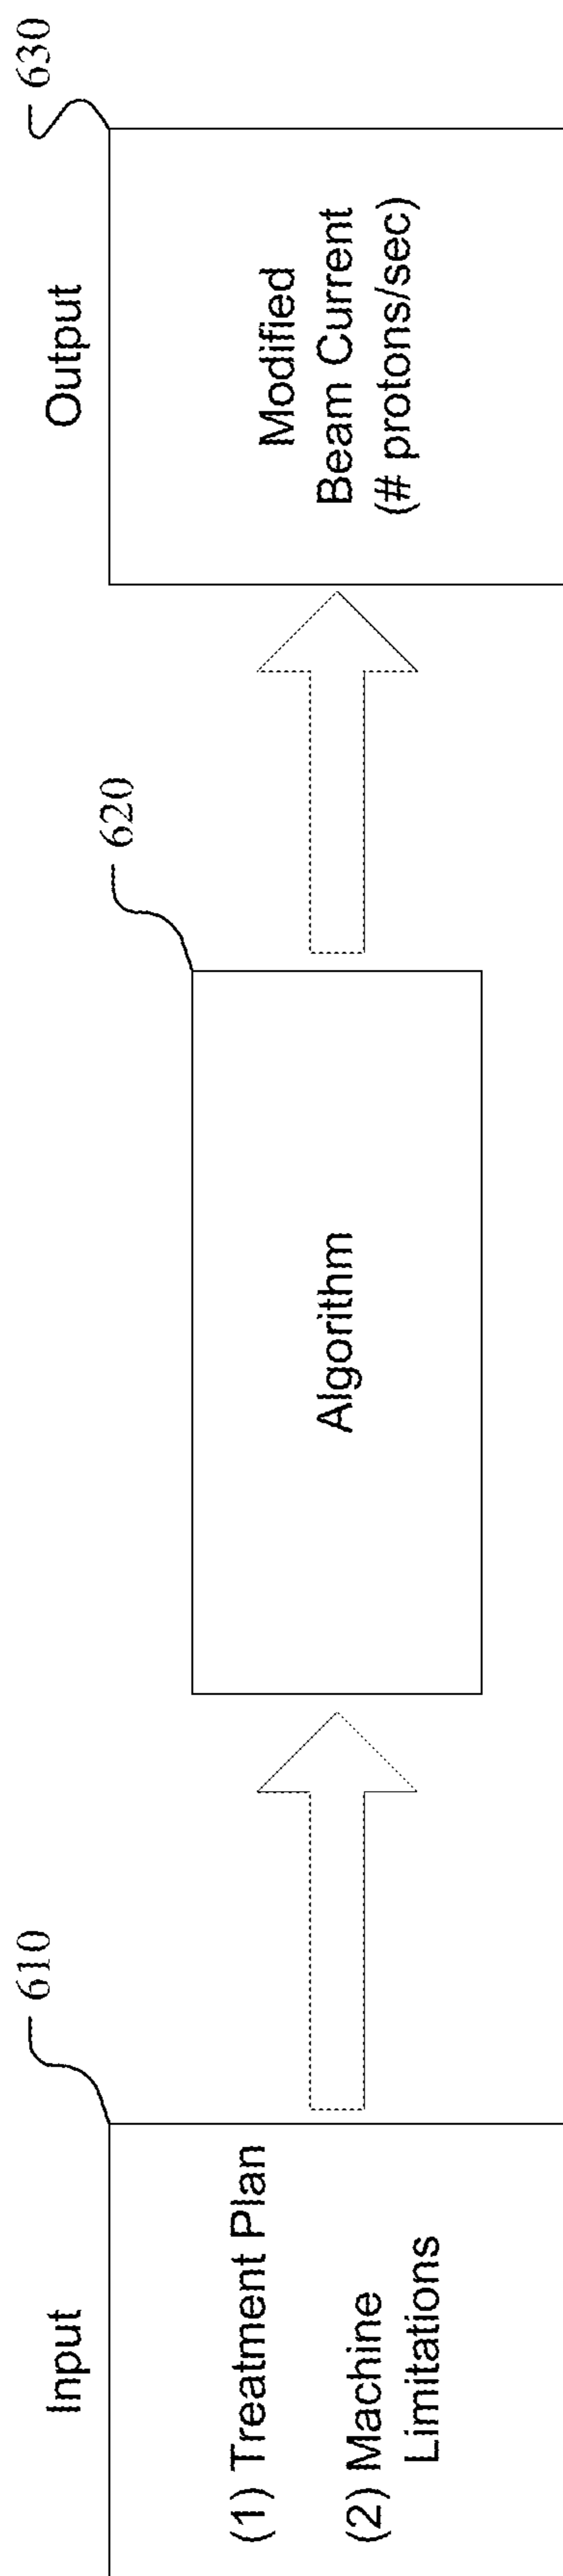 Input
610
(1) Treatment Plan
(2) Machine
Limitations
620
Algorithm
Output
630
Modified
Beam Current
(# protons/sec)